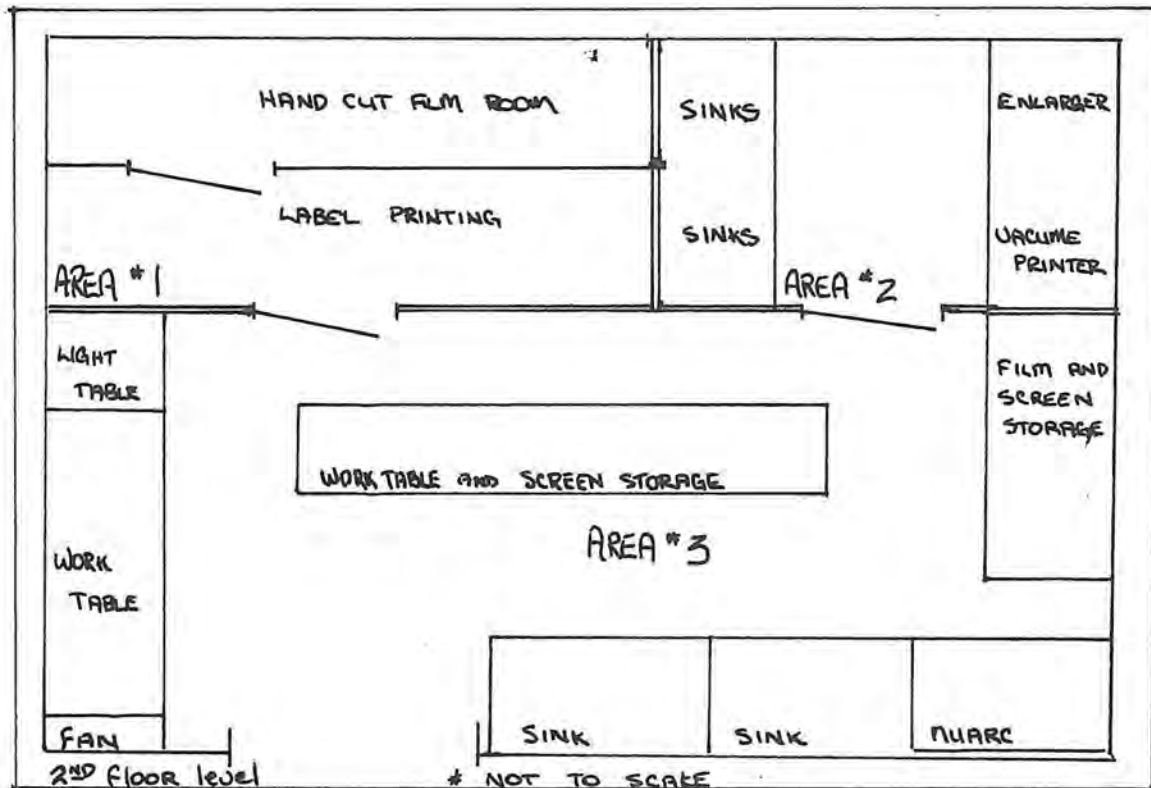 HAND CUT FILM ROOM
SINKS
ENLARGER
LABEL PRINTING
SINKS
VACUME
PRINTER
AREA #1
AREA #2
LIGHT
TABLE
FILM AND
SCREEN
STORAGE
WORK TABLE AND SCREEN STORAGE
AREA #3
WORK
TABLE
FAN
SINK
SINK
NUARC
2ND FLOOR level
* NOT TO SCALE